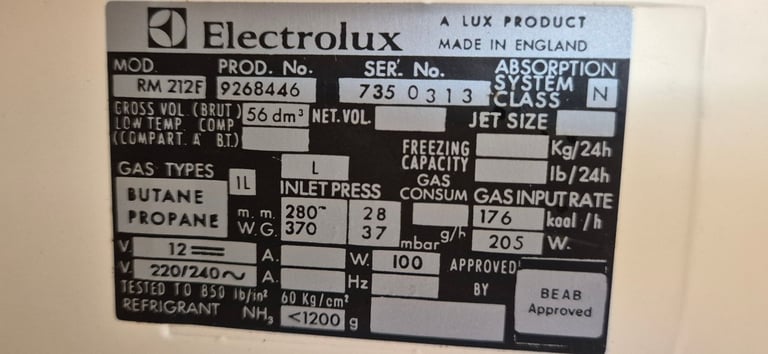 Electrolux
A LUX PRODUCT
MADE IN ENGLAND
MOD. PROD. No. SER. No. ABSORPTION SYSTEM CLASS N
RM 212F 9268446 735 0313
GROSS VOL (BRUT) 56 dm³ NET. VOL. JET SIZE
LOW TEMP. COMP
(COMPART. A B.T.)
FREEZING CAPACITY Kg/24h
lb/24h
GAS TYPES 1L L
BUTANE
PROPANE
INLET PRESS GAS CONSUM GAS INPUT RATE
m. m. 280~ 28 176 kcal/h
W. G. 370 37 mbar g/h 205 W.
V. 12 ⎓ A. W. 100 APPROVED BY
V. 220/240~ A. Hz
BEAB
Approved
TESTED TO 850 lb/in² 60 Kg/cm²
REFRIGRANT NH₃ <1200 g